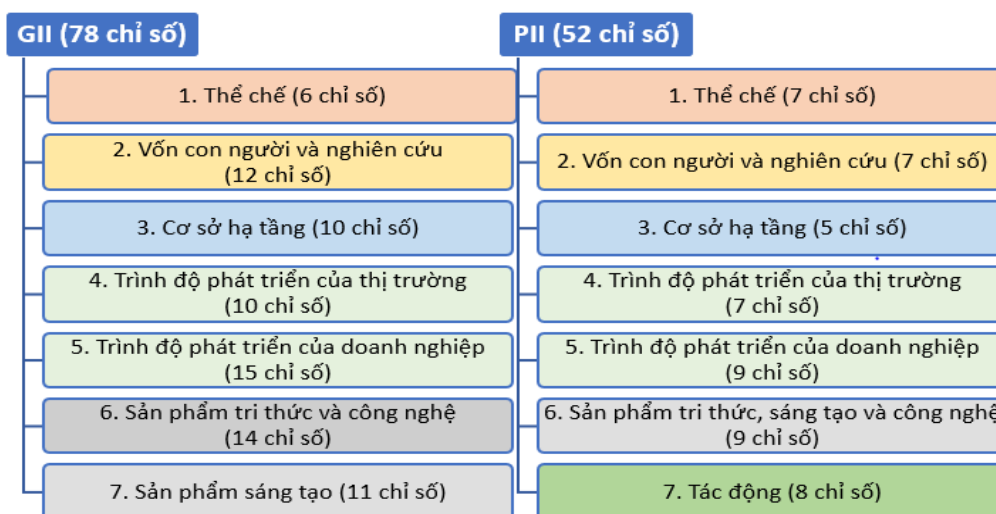 GII (78 chỉ số)
1. Thể chế (6 chỉ số)
2. Vốn con người và nghiên cứu
(12 chỉ số)
3. Cơ sở hạ tầng (10 chỉ số)
4. Trình độ phát triển của thị trường
(10 chỉ số)
5. Trình độ phát triển của doanh nghiệp
(15 chỉ số)
6. Sản phẩm tri thức và công nghệ
(14 chỉ số)
7. Sản phẩm sáng tạo (11 chỉ số)
PII (52 chỉ số)
1. Thể chế (7 chỉ số)
2. Vốn con người và nghiên cứu (7 chỉ số)
3. Cơ sở hạ tầng (5 chỉ số)
4. Trình độ phát triển của thị trường
(7 chỉ số)
5. Trình độ phát triển của doanh nghiệp
(9 chỉ số)
6. Sản phẩm tri thức, sáng tạo và công nghệ
(9 chỉ số)
7. Tác động (8 chỉ số)